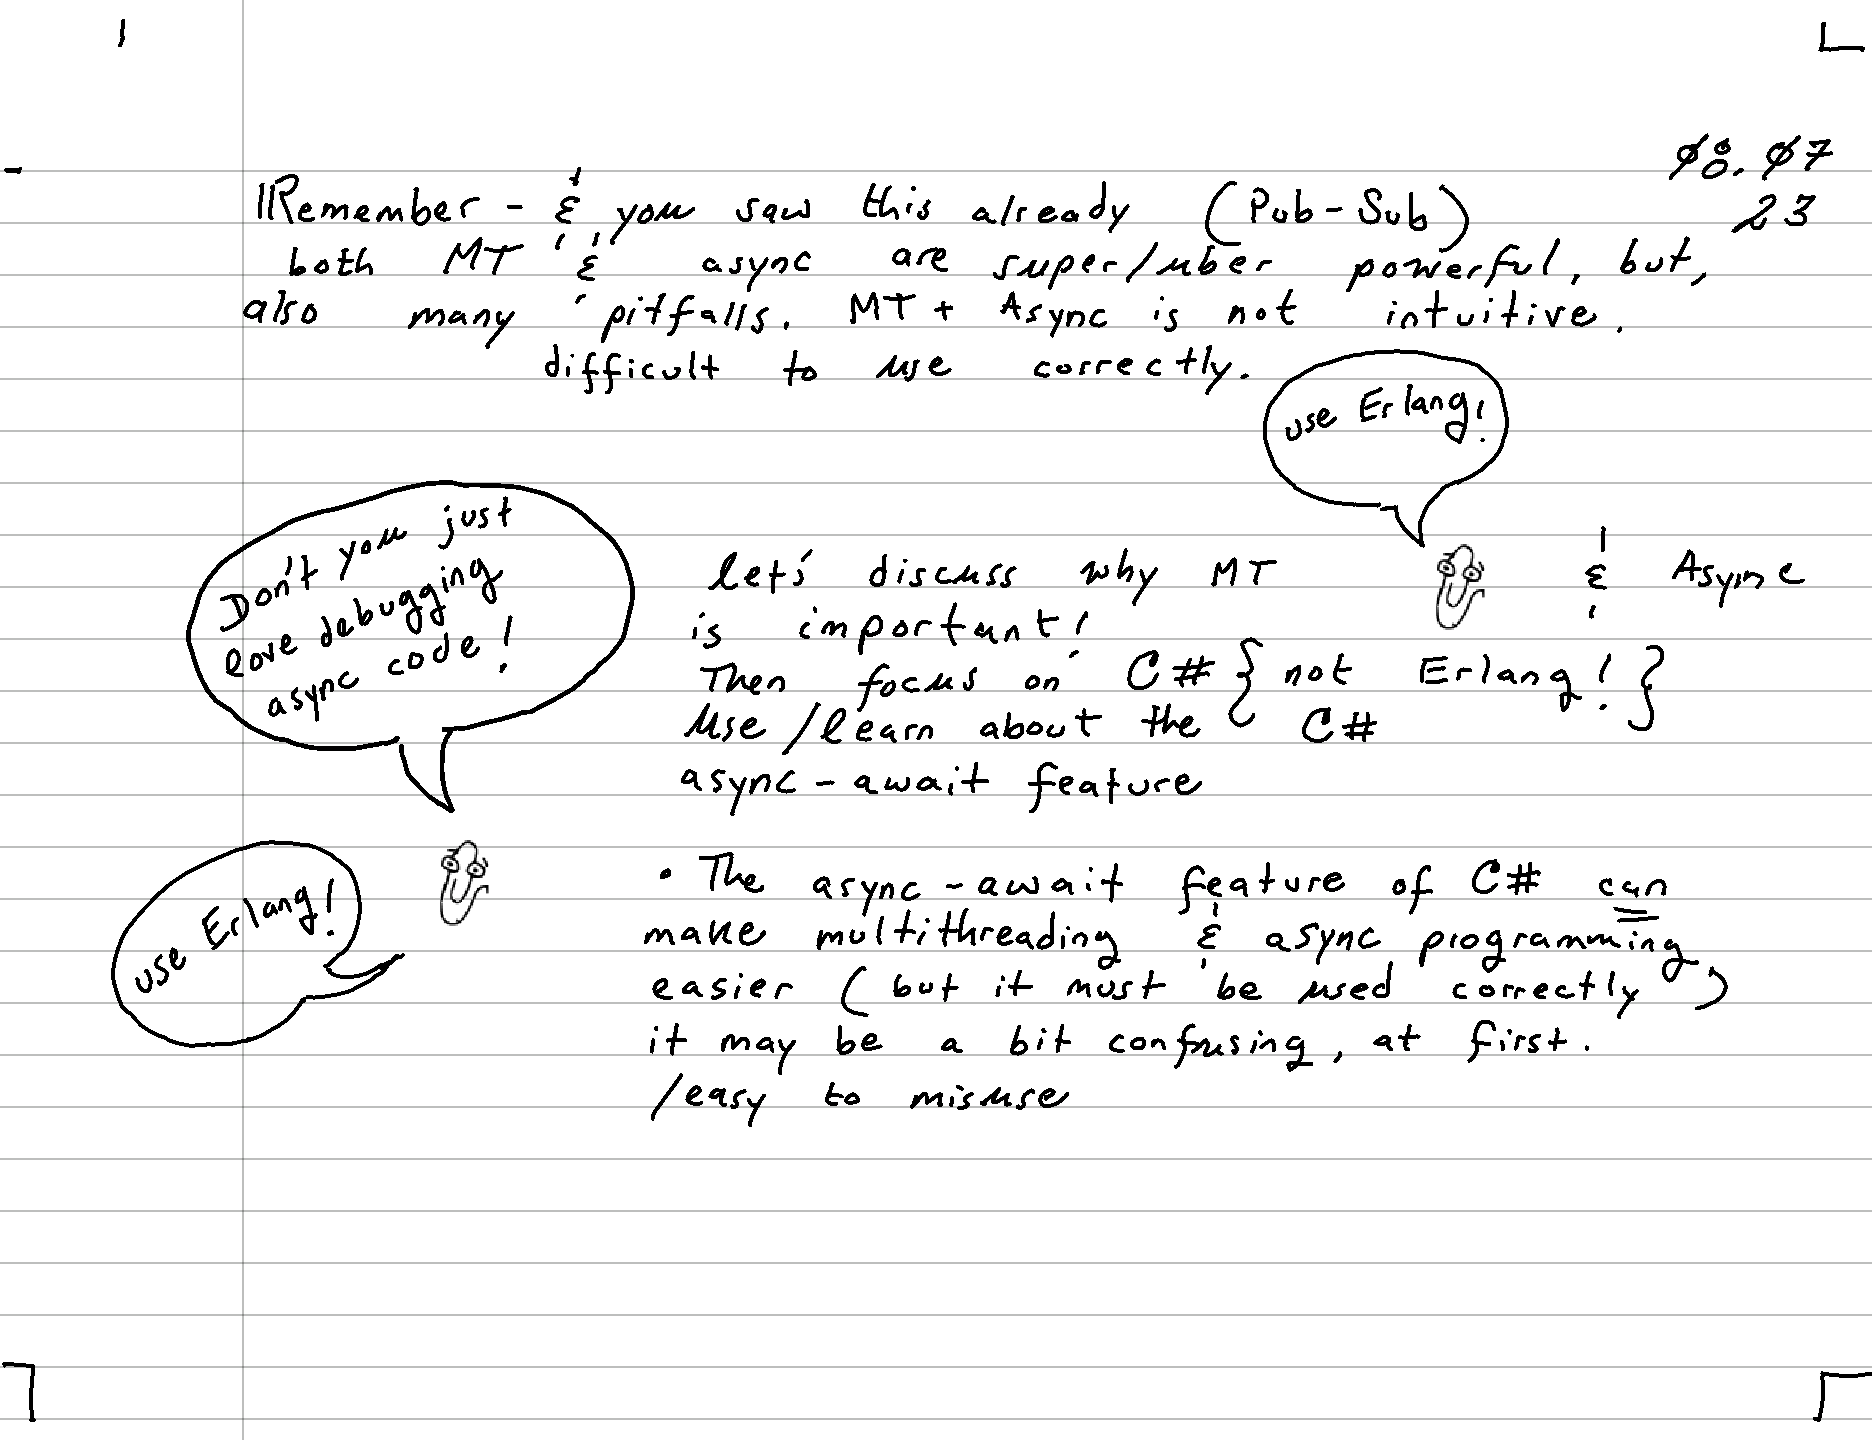 08.07
23
Remember - & you saw this already (Pub-Sub)
both MT & async are super/uber powerful, but,
also many pitfalls. MT + Async is not intuitive.
difficult to use correctly.
use Erlang!
Don't you just
love debugging
async code!
let's discuss why MT & Async
is important!
Then focus on C# {not Erlang!}
Use/learn about the C#
async-await feature
use Erlang!
• The async-await feature of C# can
make multithreading & async programming
easier (but it must be used correctly)
it may be a bit confusing, at first.
/easy to misuse